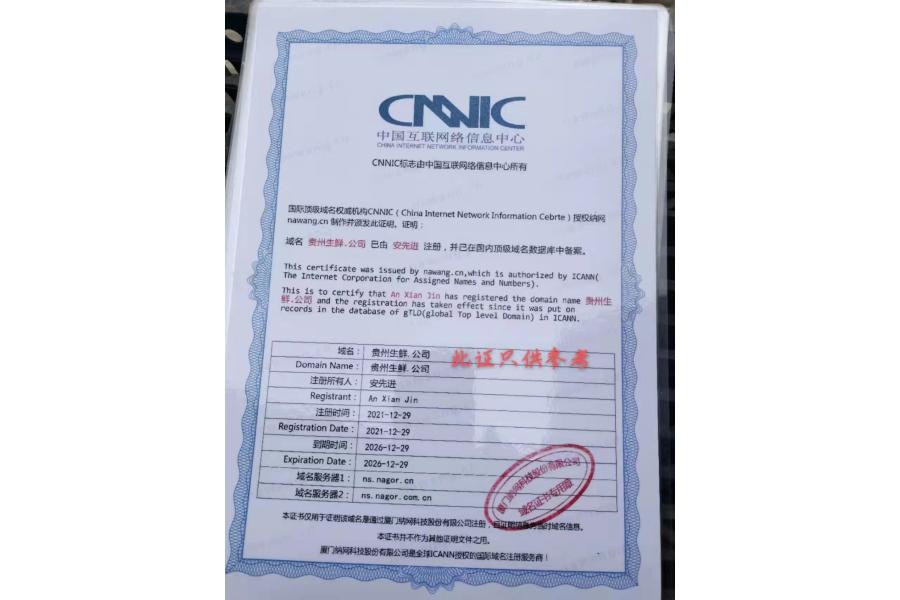 CNNIC
中国互联网络信息中心
CHINA INTERNET NETWORK INFORMATION CENTER
CNNIC标志由中国互联网络信息中心所有
国际顶级域名权威机构CNNIC（China Internet Network Information Cebrte）授权纳网
nawang.cn 制作并颁发此证明。证明：
域名 贵州生鲜.公司 已由 安先进 注册，并已在国内顶级域名数据库中备案。
This certificate was issued by nawang.cn,which is authorized by ICANN(
The Internet Corporation for Assigned Names and Numbers).
This is to certify that An Xian Jin has registered the domain name 贵州生
鲜.公司 and the registration has taken effect since it was put on
records in the database of gTLD(global Top level Domain) in ICANN.
域名： 贵州生鲜.公司
此证只供参考
Domain Name： 贵州生鲜.公司
注册所有人： 安先进
Registrant： An Xian Jin
注册时间： 2021-12-29
Registration Date： 2021-12-29
到期时间： 2026-12-29
Expiration Date： 2026-12-29
域名服务器1： ns.nagor.cn
域名服务器2： ns.nagor.com.cn
厦门纳网科技股份有限公司
域名证书专用章
本证书仅用于证明该域名是通过厦门纳网科技股份有限公司注册，时域名信息。
本证书并不作为其他证明文件之用。
厦门纳网科技股份有限公司是全球ICANN授权的国际域名注册服务商！